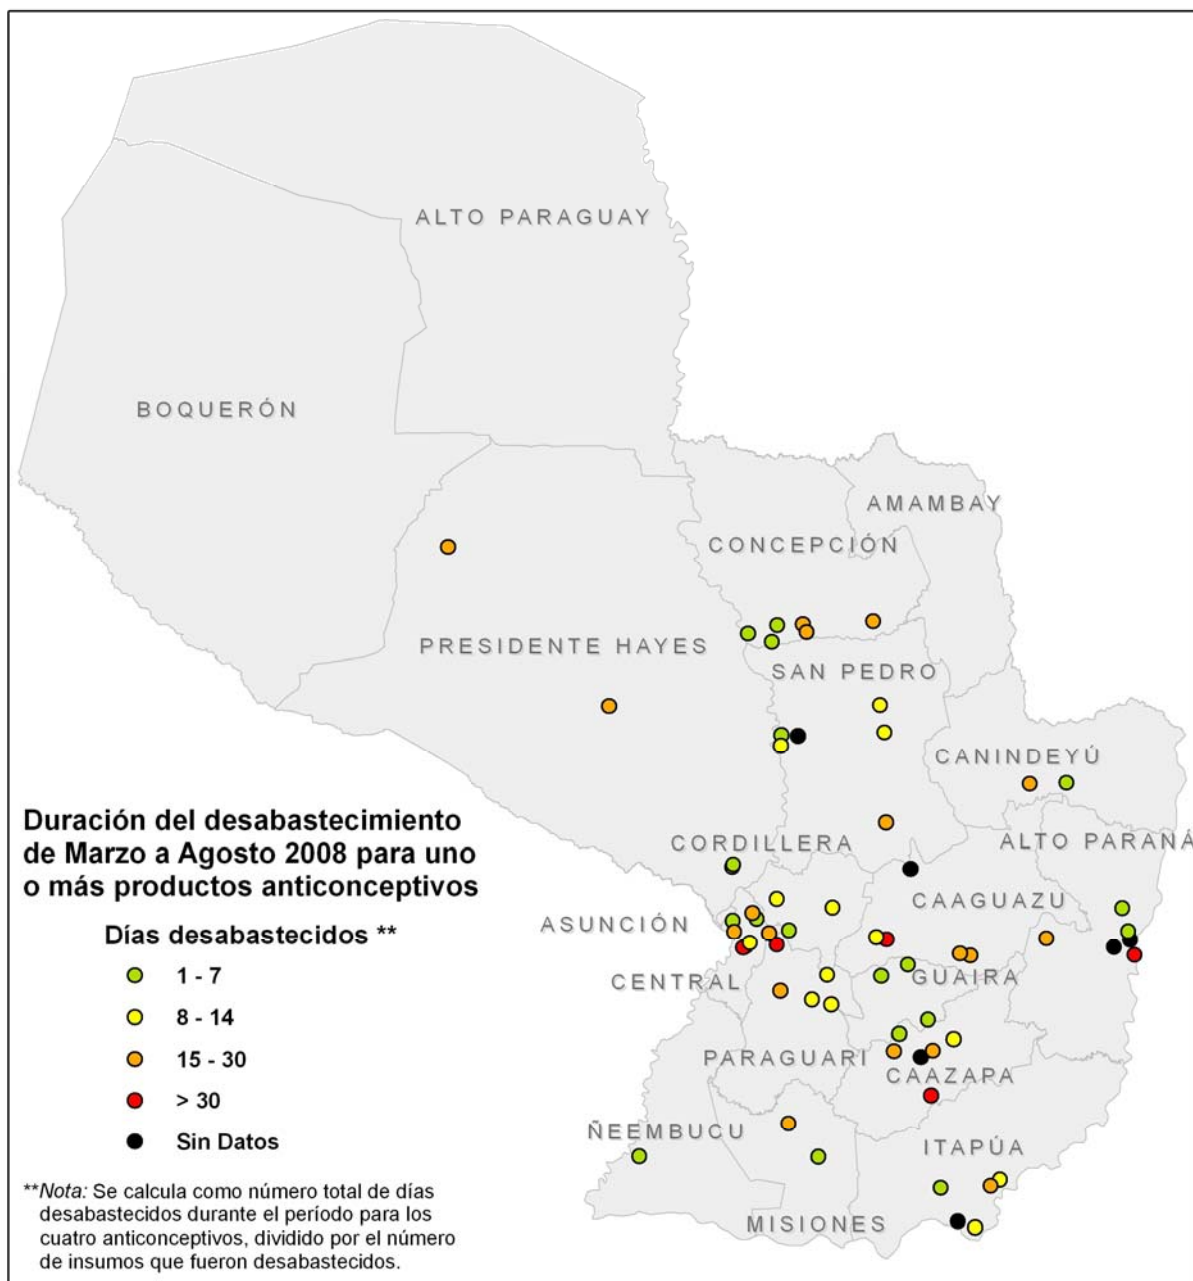 ALTO PARAGUAY
BOQUERÓN
AMAMBAY
CONCEPCIÓN
PRESIDENTE HAYES
SAN PEDRO
CANINDEYÚ
CORDILLERA
ALTO PARANÁ
CAAGUAZU
ASUNCIÓN
CENTRAL
GUAIRA
PARAGUARI
CAAZAPA
ÑEEMBUCU
ITAPÚA
MISIONES
Duración del desabastecimiento
de Marzo a Agosto 2008 para uno
o más productos anticonceptivos
Días desabastecidos **
1 - 7
8 - 14
15 - 30
> 30
Sin Datos
**Nota: Se calcula como número total de días
desabastecidos durante el período para los
cuatro anticonceptivos, dividido por el número
de insumos que fueron desabastecidos.